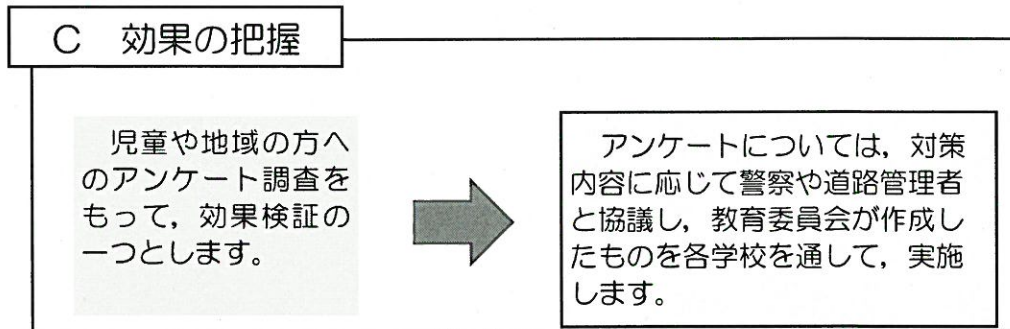 C 効果の把握
児童や地域の方へ
のアンケート調査を
もって，効果検証の
一つとします。
アンケートについては，対策
内容に応じて警察や道路管理者
と協議し，教育委員会が作成し
たものを各学校を通して，実施
します。